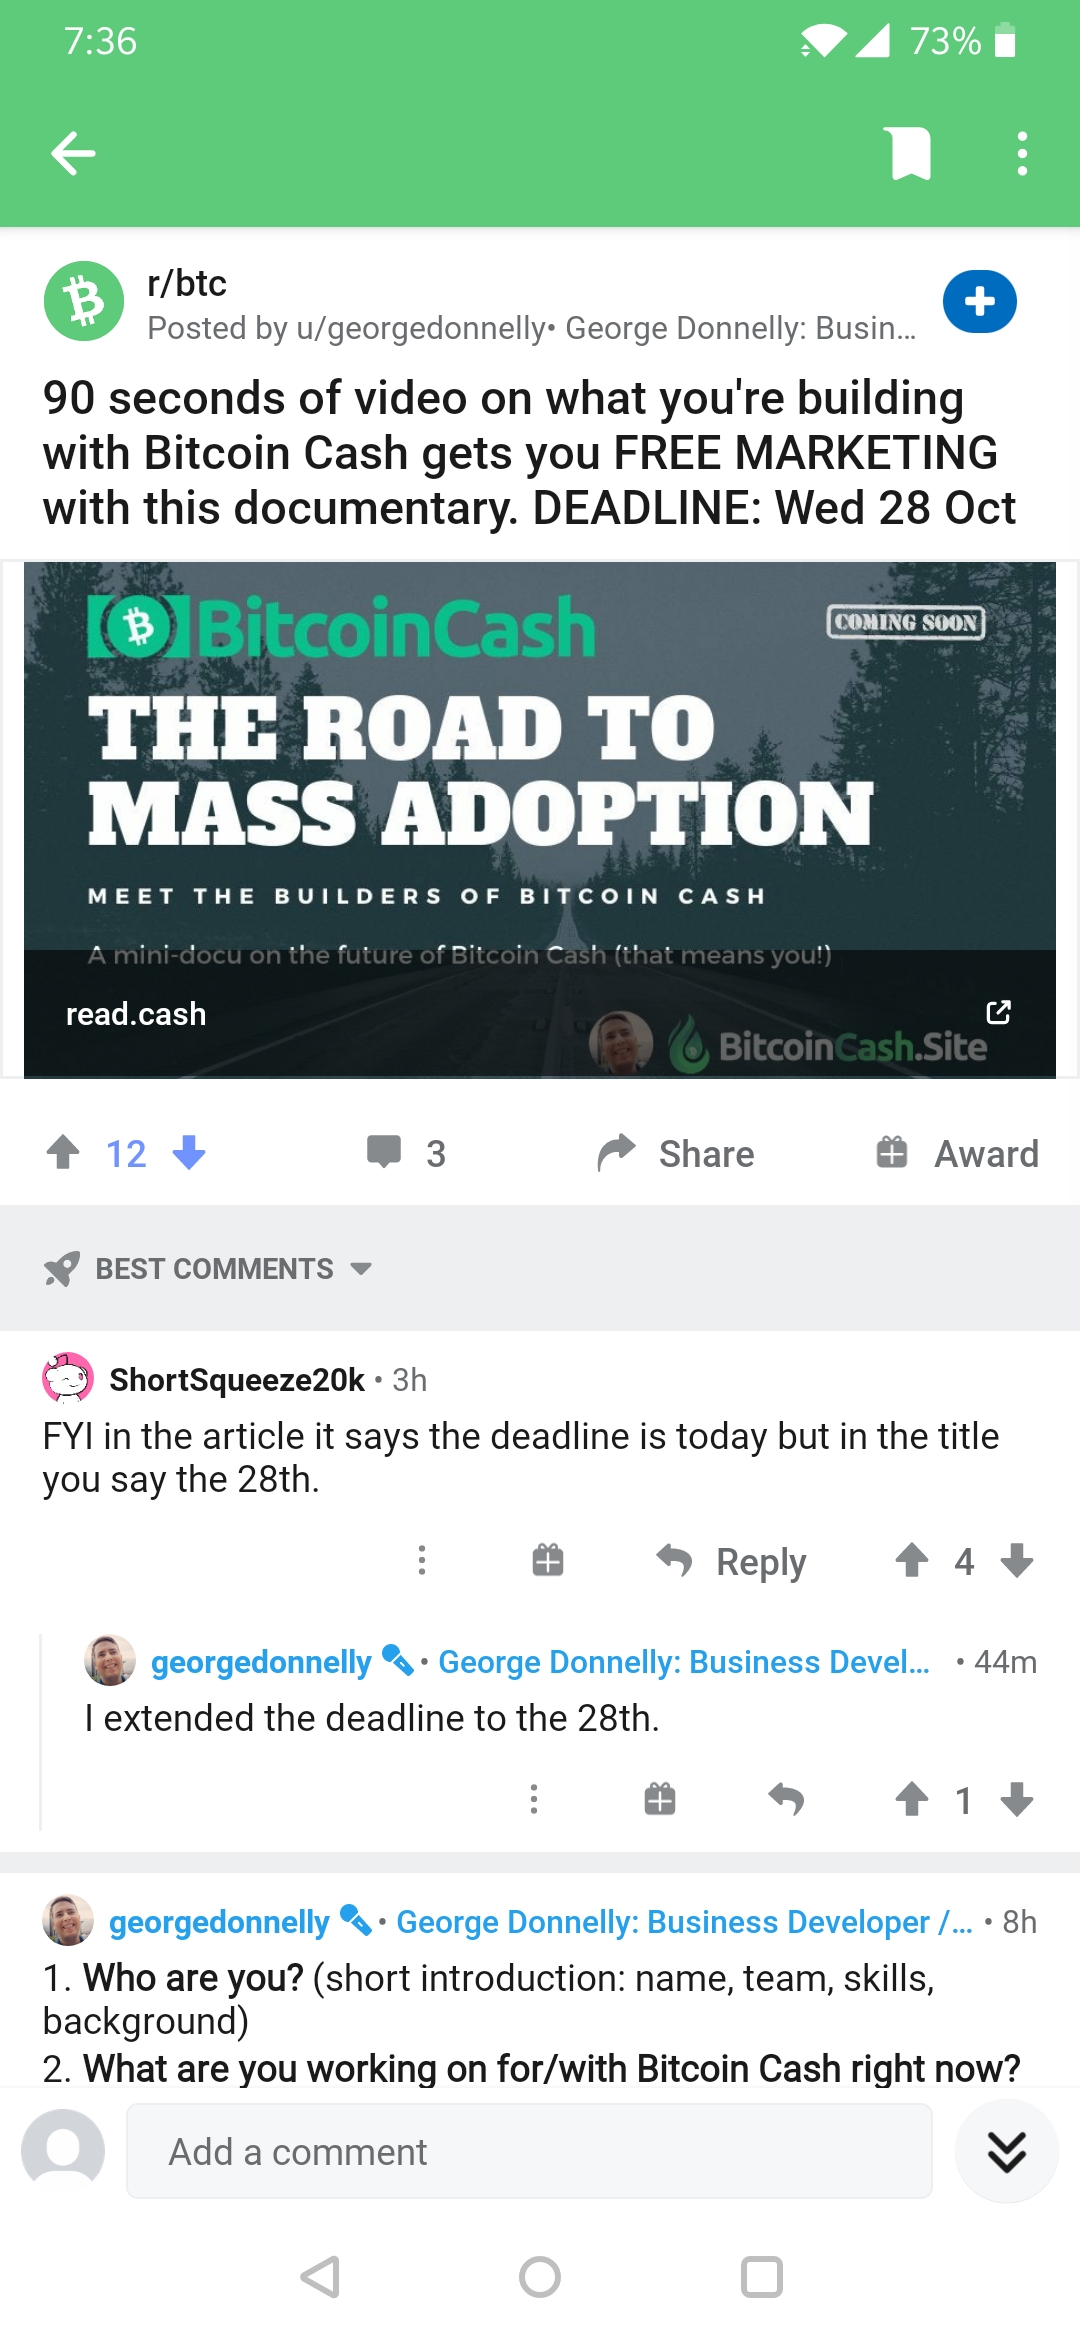 7:36
73%
r/btc
Posted by u/georgedonnelly• George Donnelly: Busin...
90 seconds of video on what you're building
with Bitcoin Cash gets you FREE MARKETING
with this documentary. DEADLINE: Wed 28 Oct
BitcoinCash
COMING SOON
THE ROAD TO
MASS ADOPTION
MEET THE BUILDERS OF BITCOIN CASH
A mini-docu on the future of Bitcoin Cash (that means you!)
read.cash
BitcoinCash.Site
12
3
Share
Award
BEST COMMENTS
ShortSqueeze20k • 3h
FYI in the article it says the deadline is today but in the title
you say the 28th.
Reply
4
georgedonnelly • George Donnelly: Business Devel... • 44m
I extended the deadline to the 28th.
1
georgedonnelly • George Donnelly: Business Developer /... • 8h
1. Who are you? (short introduction: name, team, skills,
background)
2. What are you working on for/with Bitcoin Cash right now?
Add a comment